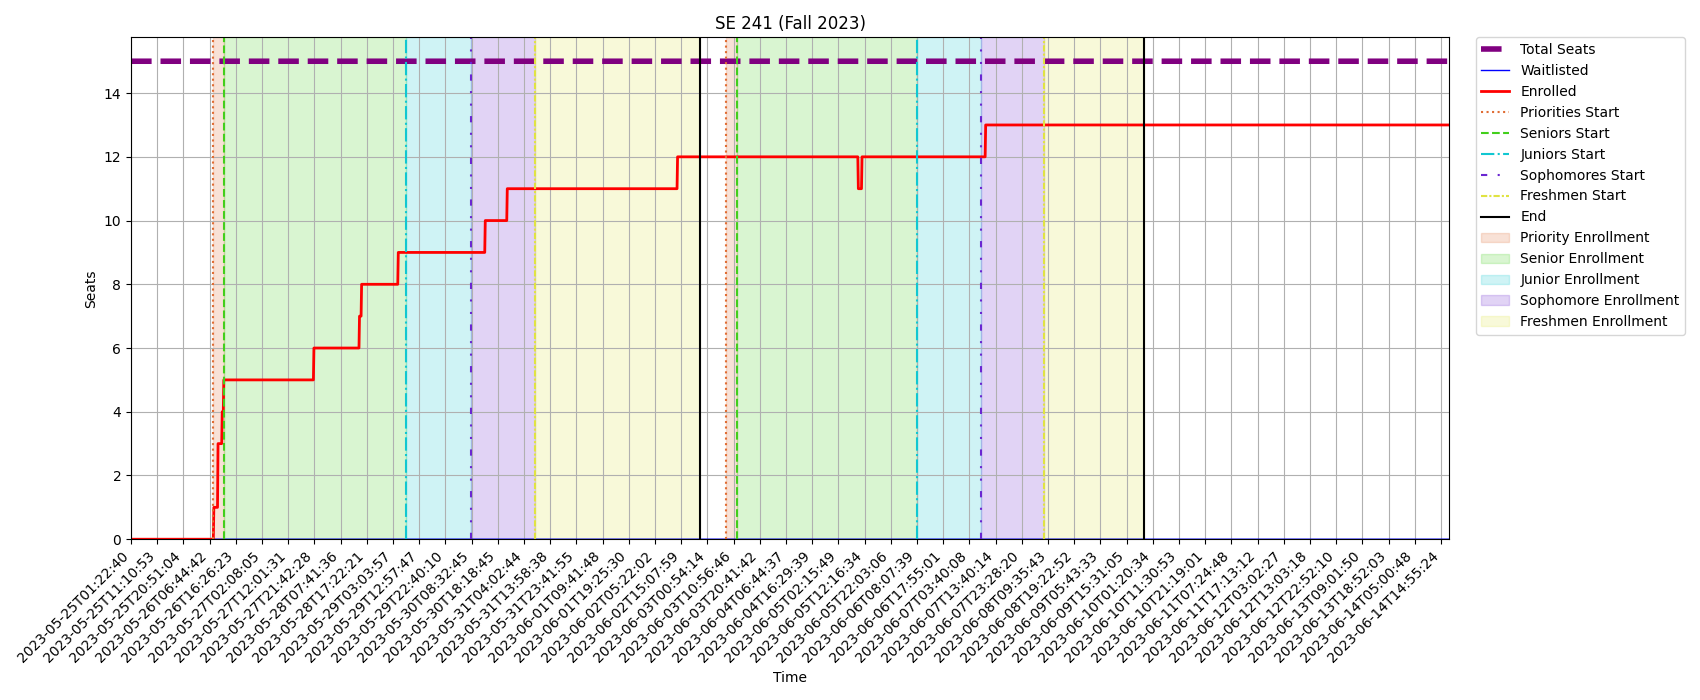 SE 241 (Fall 2023)
Total Seats
Waitlisted
Enrolled
Priorities Start
Seniors Start
Juniors Start
Sophomores Start
Freshmen Start
End
Priority Enrollment
Senior Enrollment
Junior Enrollment
Sophomore Enrollment
Freshmen Enrollment
Seats
14
12
10
8
6
4
2
0
2023-05-25T01:22:40
2023-05-25T11:10:53
2023-05-25T20:51:04
2023-05-26T06:44:42
2023-05-26T16:26:23
2023-05-27T02:08:05
2023-05-27T12:01:31
2023-05-27T21:42:28
2023-05-28T07:41:36
2023-05-28T17:22:21
2023-05-29T03:03:57
2023-05-29T12:57:47
2023-05-29T22:40:10
2023-05-30T08:32:45
2023-05-30T18:18:45
2023-05-31T04:02:44
2023-05-31T13:58:38
2023-05-31T23:41:55
2023-06-01T09:41:48
2023-06-01T19:25:30
2023-06-02T05:22:02
2023-06-02T15:07:59
2023-06-03T00:54:14
2023-06-03T10:56:46
2023-06-03T20:41:42
2023-06-04T06:44:37
2023-06-04T16:29:39
2023-06-05T02:15:49
2023-06-05T12:16:34
2023-06-05T22:03:06
2023-06-06T08:07:39
2023-06-06T17:55:01
2023-06-07T03:40:08
2023-06-07T13:40:14
2023-06-07T23:28:20
2023-06-08T09:35:43
2023-06-08T19:22:52
2023-06-09T05:43:33
2023-06-09T15:31:05
2023-06-10T01:20:34
2023-06-10T11:30:53
2023-06-10T21:19:01
2023-06-11T07:24:48
2023-06-11T17:13:12
2023-06-12T03:02:27
2023-06-12T13:03:18
2023-06-12T22:52:10
2023-06-13T09:01:50
2023-06-13T18:52:03
2023-06-14T05:00:48
2023-06-14T14:55:24
Time